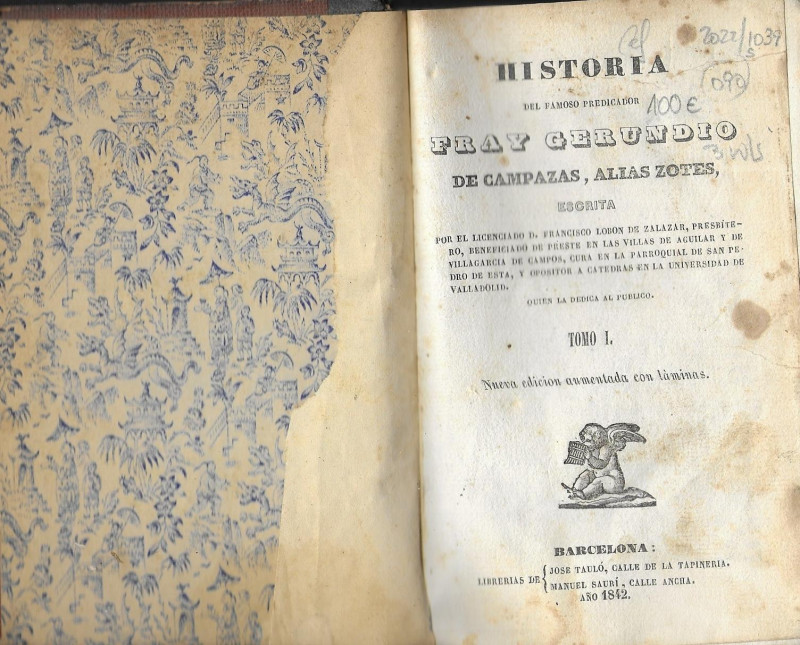 2022/1039
5
HISTORIA
(090)
DEL FAMOSO PREDICADOR
100€
FRAY GERUNDIO
DE CAMPAZAS, ALIAS ZOTES,
ESCRITA
POR EL LICENCIADO D. FRANCISCO LOBON DE ZALAZAR, PRESBÍTE-
RO, BENEFICIADO DE PRESTE EN LAS VILLAS DE AGUILAR Y DE
VILLAGARCIA DE CAMPOS, CURA EN LA PARROQUIAL DE SAN PE-
DRO DE ESTA, Y OPOSITOR A CATEDRAS EN LA UNIVERSIDAD DE
VALLADOLID.
QUIEN LA DEDICA AL PUBLICO.
TOMO I.
Nueva edicion aumentada con láminas.
BARCELONA:
LIBRERIAS DE { JOSE TAULÓ, CALLE DE LA TAPINERIA.
MANUEL SAURÍ, CALLE ANCHA.
AÑO 1842.